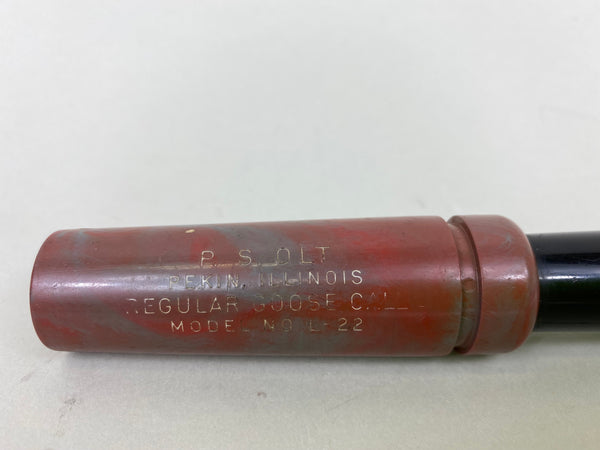 P. S. OLT
PEKIN, ILLINOIS
REGULAR GOOSE CALL
MODEL NO. L-22